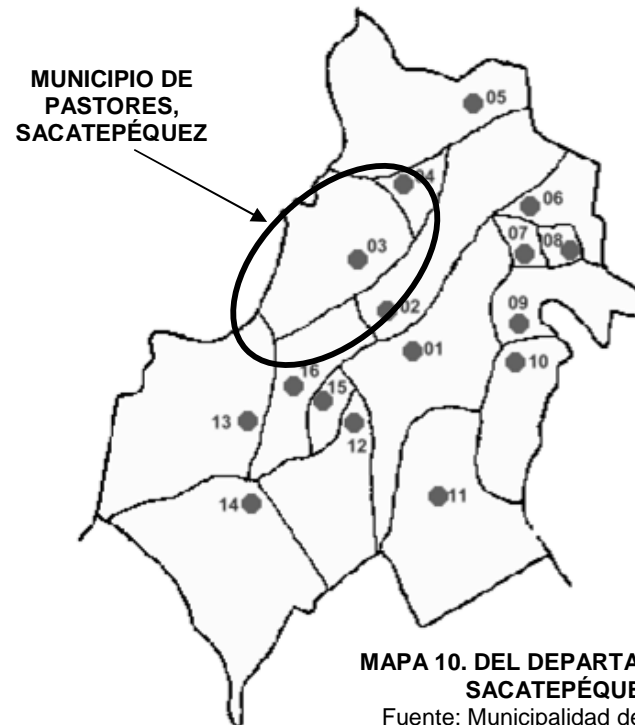 MUNICIPIO DE
PASTORES,
SACATEPÉQUEZ
05
04
06
07
08
03
02
09
01
10
16
15
13
12
14
11
MAPA 10. DEL DEPARTA
SACATEPÉQUE
Fuente: Municipalidad de